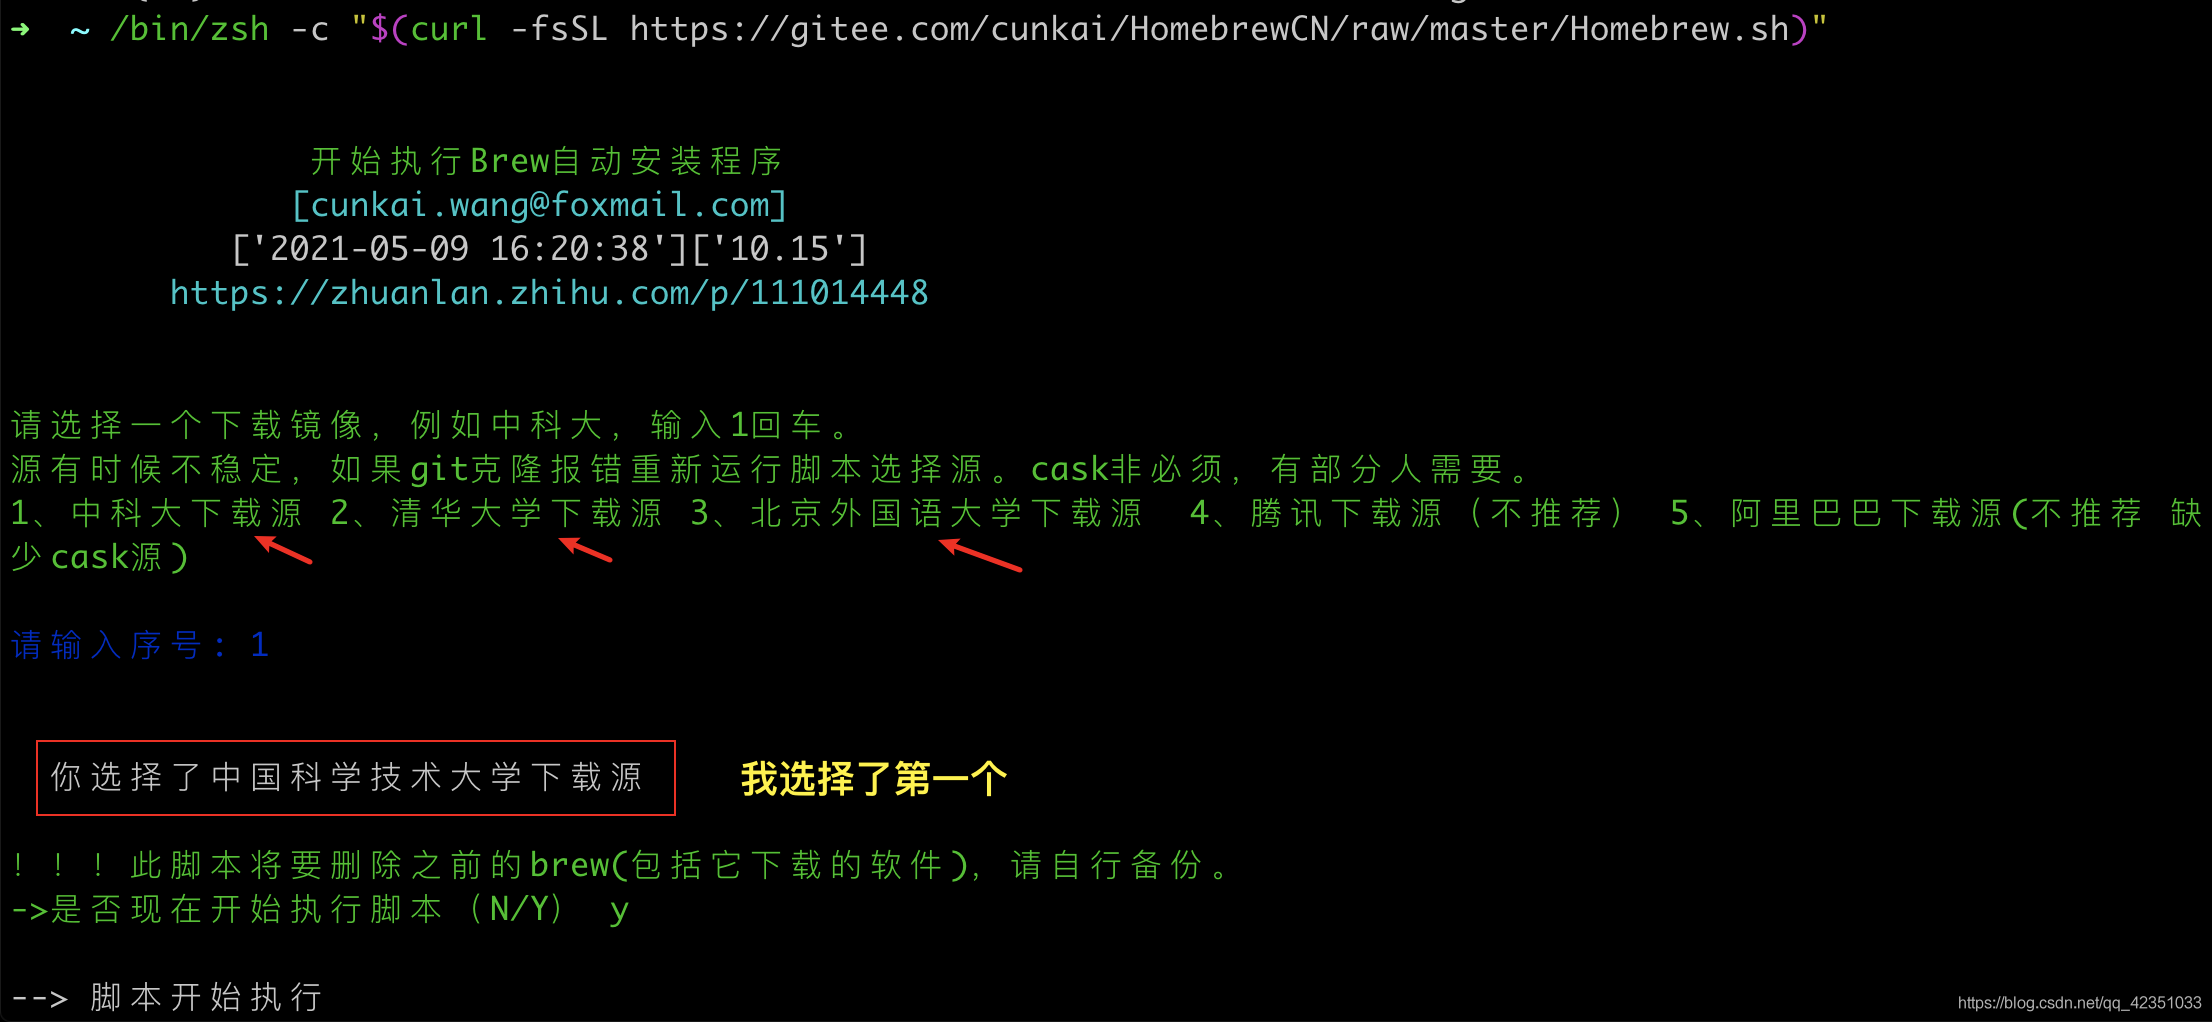 ➜  ~ /bin/zsh -c "$(curl -fsSL https://gitee.com/cunkai/HomebrewCN/raw/master/Homebrew.sh)"
开始执行Brew自动安装程序
[cunkai.wang@foxmail.com]
['2021-05-09 16:20:38']['10.15']
https://zhuanlan.zhihu.com/p/111014448
请选择一个下载镜像，例如中科大，输入1回车。
源有时候不稳定，如果git克隆报错重新运行脚本选择源。cask非必须，有部分人需要。
1、中科大下载源 2、清华大学下载源 3、北京外国语大学下载源  4、腾讯下载源（不推荐） 5、阿里巴巴下载源(不推荐 缺
少cask源)
请输入序号: 1
你选择了中国科学技术大学下载源
我选择了第一个
！！！此脚本将要删除之前的brew(包括它下载的软件)，请自行备份。
->是否现在开始执行脚本（N/Y） y
--> 脚本开始执行
https://blog.csdn.net/qq_42351033